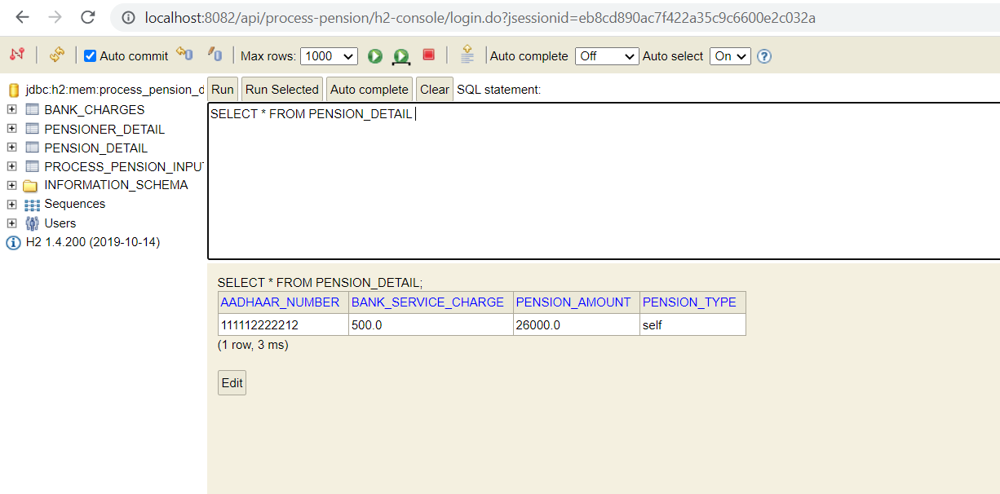 localhost:8082/api/process-pension/h2-console/login.do?jsessionid=eb8cd890ac7f422a35c9c6600e2c032a
Auto commit Max rows: 1000 Auto complete Off Auto select On ?
jdbc:h2:mem:process_pension_d
Run Run Selected Auto complete Clear SQL statement:
BANK_CHARGES
PENSIONER_DETAIL
PENSION_DETAIL
PROCESS_PENSION_INPUT
INFORMATION_SCHEMA
Sequences
Users
H2 1.4.200 (2019-10-14)
SELECT * FROM PENSION_DETAIL
SELECT * FROM PENSION_DETAIL;
AADHAAR_NUMBER BANK_SERVICE_CHARGE PENSION_AMOUNT PENSION_TYPE
111112222212 500.0 26000.0 self
(1 row, 3 ms)
Edit